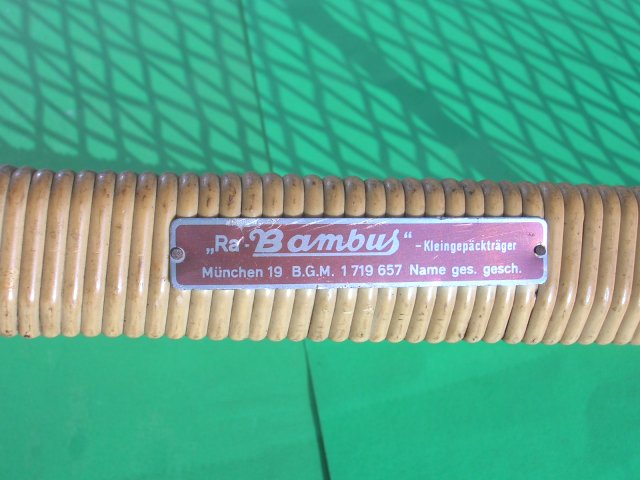 „Ra-Bambus“-Kleingepäckträger
München 19 B.G.M. 1 719 657 Name ges. gesch.